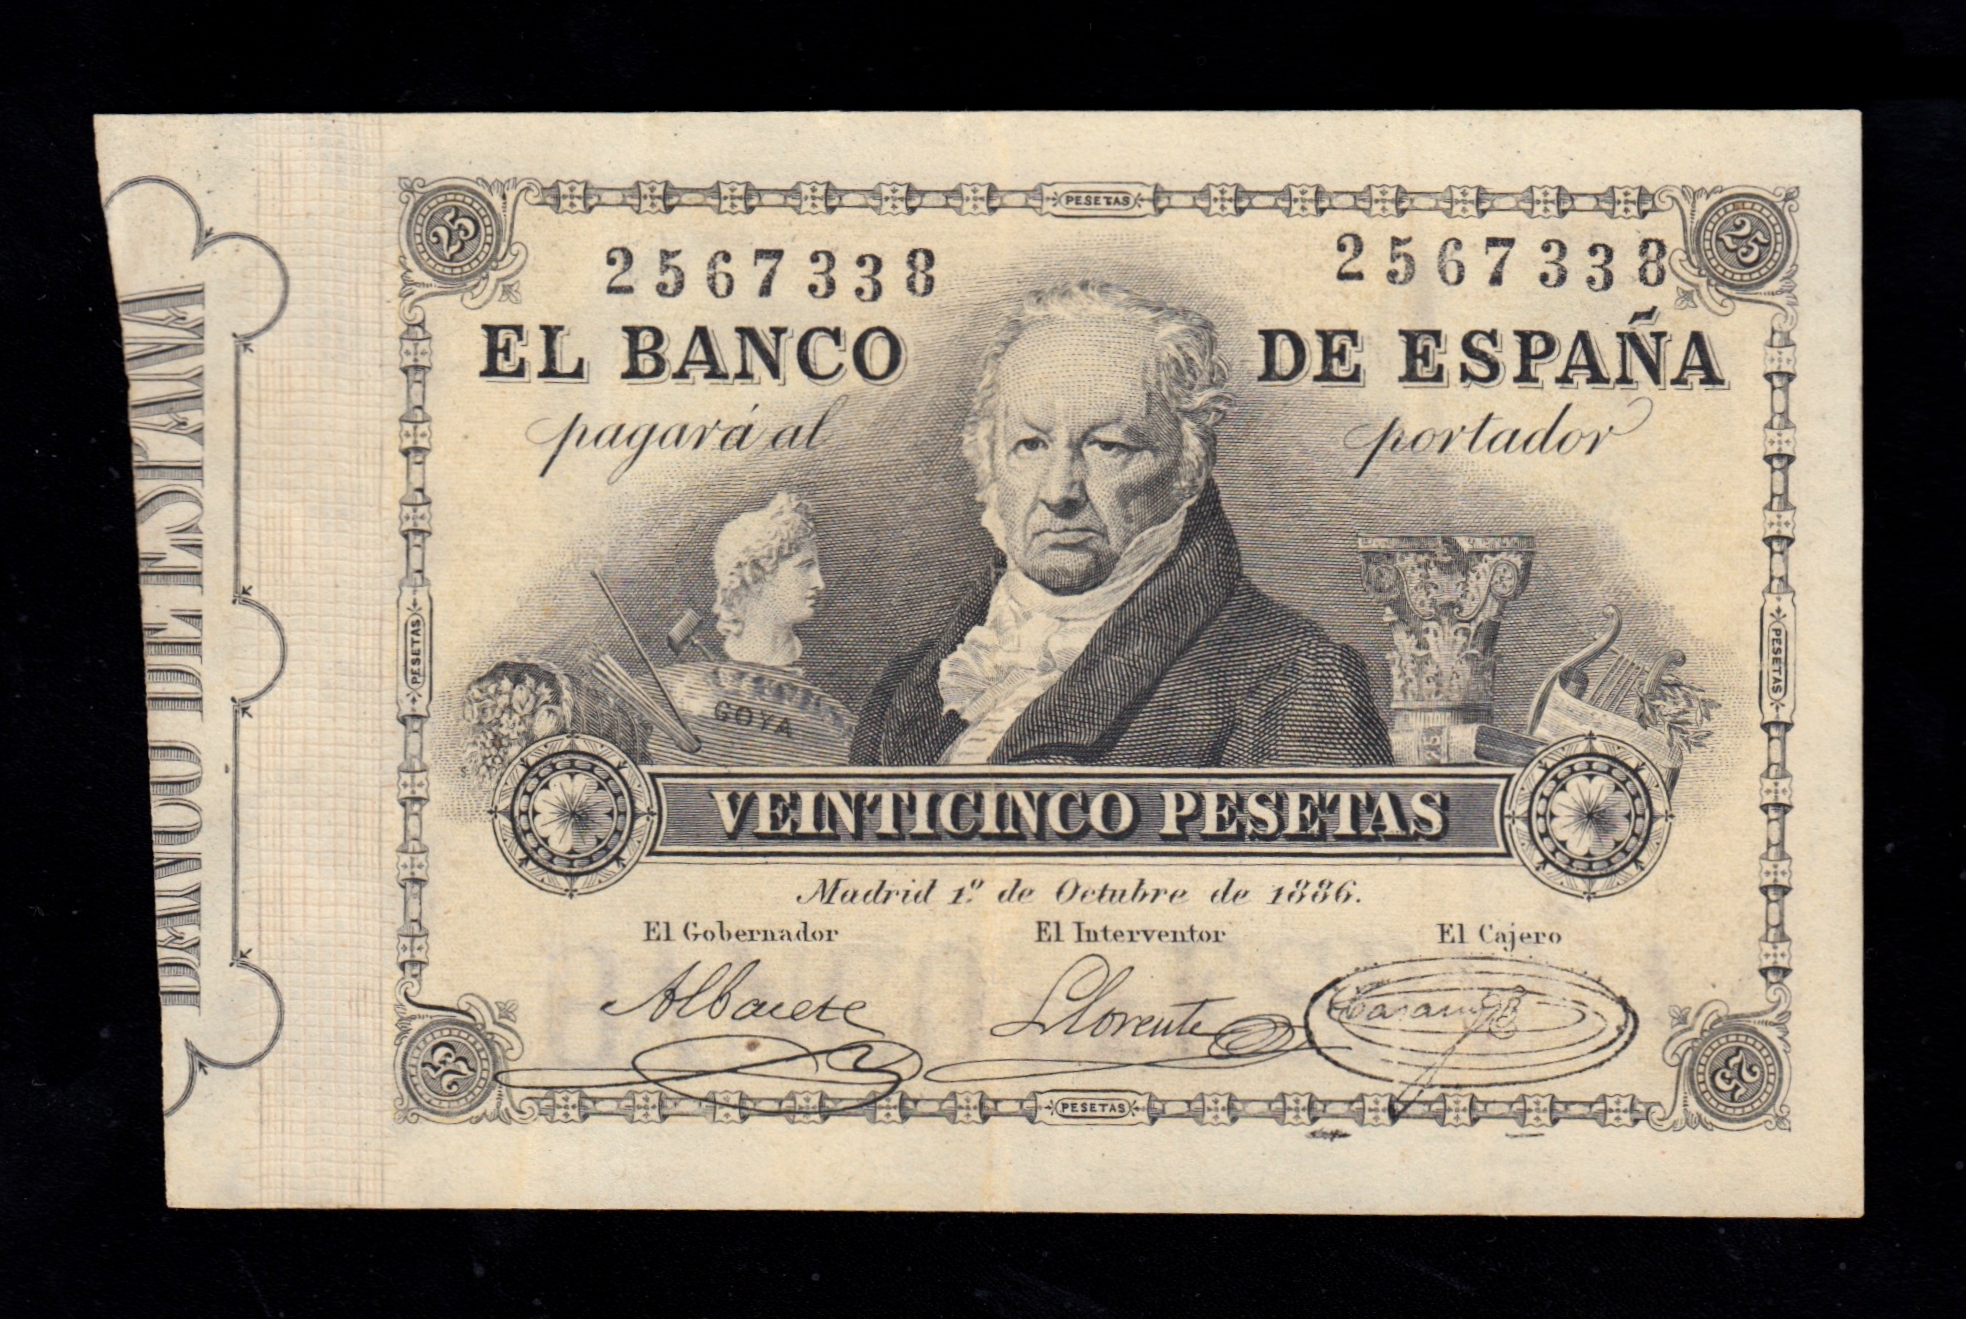 BANCO DE ESPAÑA
25
PESETAS
25
2567338
2567338
EL BANCO DE ESPAÑA
pagará al portador
PESETAS
GOYA
25
PESETAS
VEINTICINCO PESETAS
Madrid 1º de Octubre de 1886.
El Gobernador
El Interventor
El Cajero
Albacete
Llorente
25
PESETAS
25